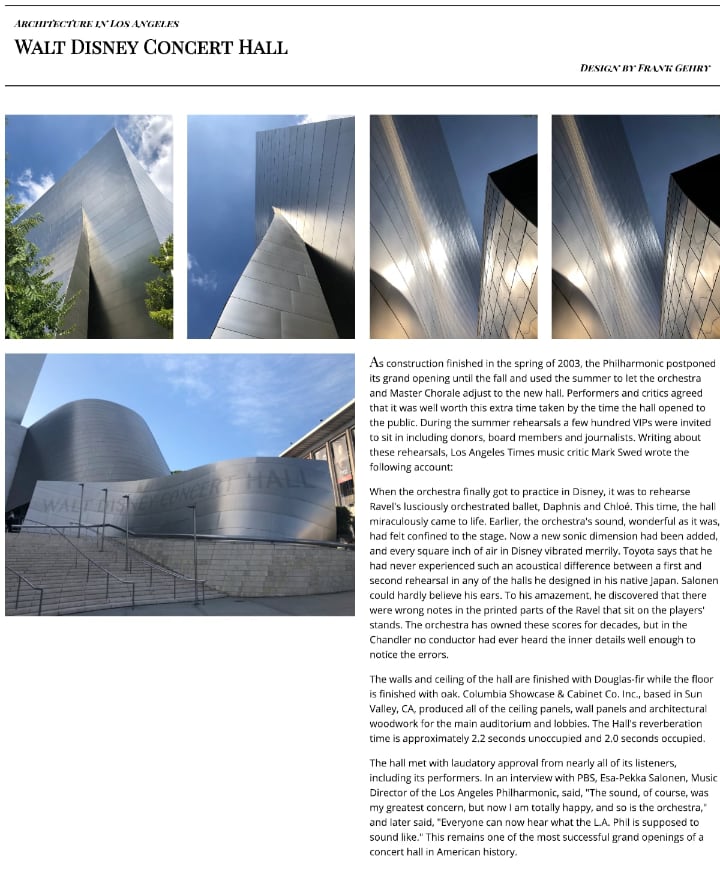 Architecture in Los Angeles
Walt Disney Concert Hall
Design by Frank Gehry
WALT DISNEY CONCERT HALL
As construction finished in the spring of 2003, the Philharmonic postponed
its grand opening until the fall and used the summer to let the orchestra
and Master Chorale adjust to the new hall. Performers and critics agreed
that it was well worth this extra time taken by the time the hall opened to
the public. During the summer rehearsals a few hundred VIPs were invited
to sit in including donors, board members and journalists. Writing about
these rehearsals, Los Angeles Times music critic Mark Swed wrote the
following account:
When the orchestra finally got to practice in Disney, it was to rehearse
Ravel's lusciously orchestrated ballet, Daphnis and Chloé. This time, the hall
miraculously came to life. Earlier, the orchestra's sound, wonderful as it was,
had felt confined to the stage. Now a new sonic dimension had been added,
and every square inch of air in Disney vibrated merrily. Toyota says that he
had never experienced such an acoustical difference between a first and
second rehearsal in any of the halls he designed in his native Japan. Salonen
could hardly believe his ears. To his amazement, he discovered that there
were wrong notes in the printed parts of the Ravel that sit on the players'
stands. The orchestra has owned these scores for decades, but in the
Chandler no conductor had ever heard the inner details well enough to
notice the errors.
The walls and ceiling of the hall are finished with Douglas-fir while the floor
is finished with oak. Columbia Showcase & Cabinet Co. Inc., based in Sun
Valley, CA, produced all of the ceiling panels, wall panels and architectural
woodwork for the main auditorium and lobbies. The Hall's reverberation
time is approximately 2.2 seconds unoccupied and 2.0 seconds occupied.
The hall met with laudatory approval from nearly all of its listeners,
including its performers. In an interview with PBS, Esa-Pekka Salonen, Music
Director of the Los Angeles Philharmonic, said, "The sound, of course, was
my greatest concern, but now I am totally happy, and so is the orchestra,"
and later said, "Everyone can now hear what the L.A. Phil is supposed to
sound like." This remains one of the most successful grand openings of a
concert hall in American history.